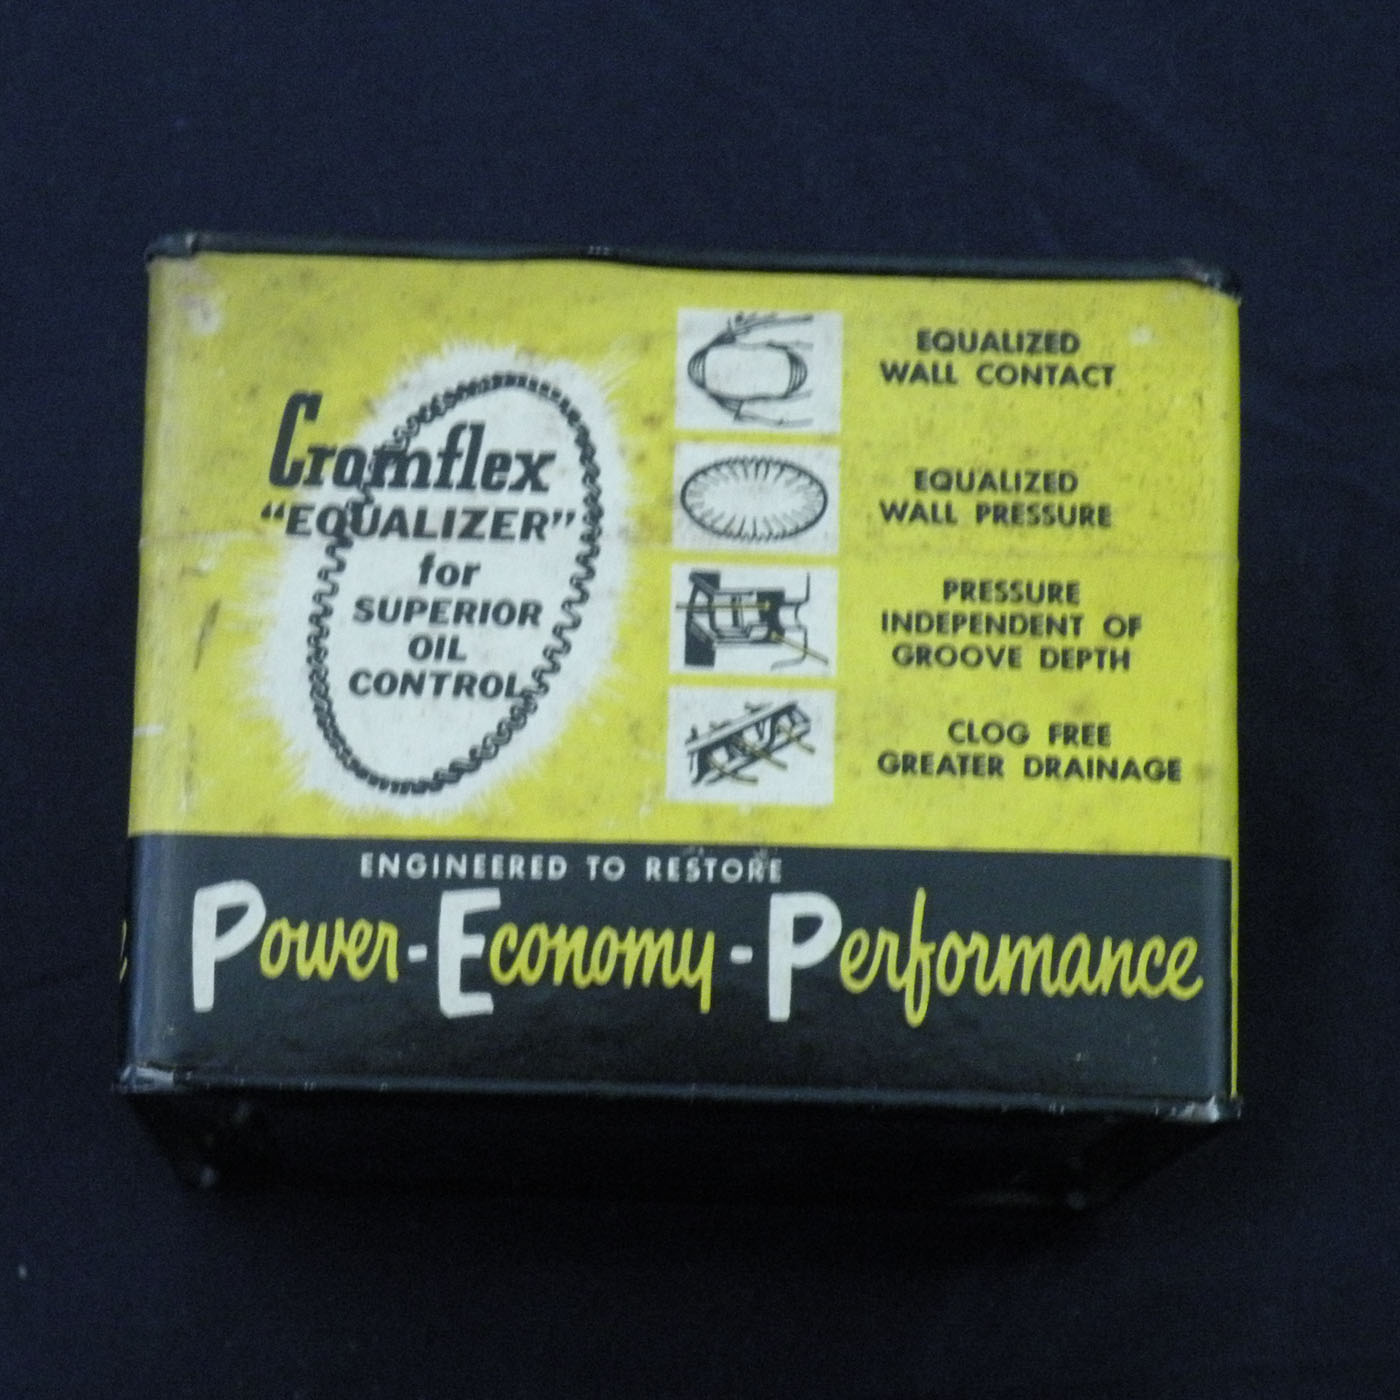 Cromflex
“EQUALIZER”
for
SUPERIOR
OIL
CONTROL
EQUALIZED
WALL CONTACT
EQUALIZED
WALL PRESSURE
PRESSURE
INDEPENDENT OF
GROOVE DEPTH
CLOG FREE
GREATER DRAINAGE
ENGINEERED TO RESTORE
Power-Economy-Performance